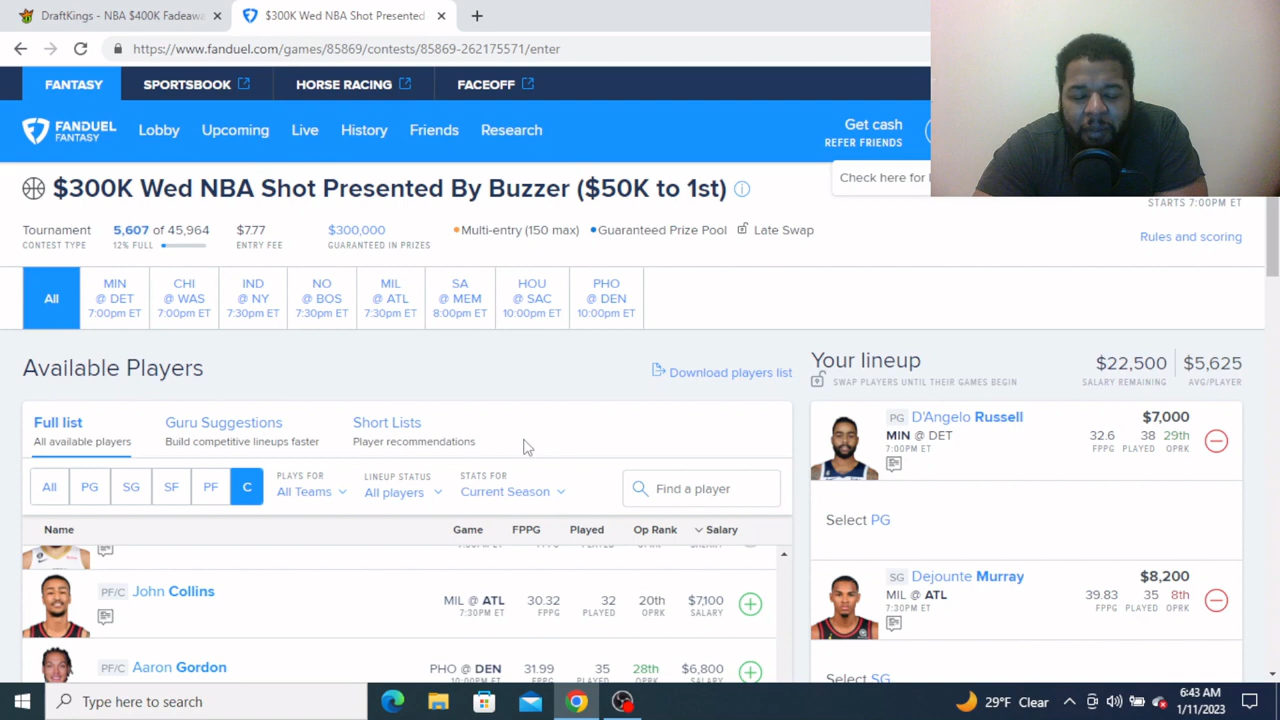 DraftKings - NBA $400K Fadeawa
$300K Wed NBA Shot Presented
https://www.fanduel.com/games/85869/contests/85869-262175571/enter
FANTASY
SPORTSBOOK
HORSE RACING
FACEOFF
FANDUEL
FANTASY
Lobby
Upcoming
Live
History
Friends
Research
Get cash
REFER FRIENDS
$300K Wed NBA Shot Presented By Buzzer ($50K to 1st)
Check here for
STARTS 7:00PM ET
Tournament
CONTEST TYPE
5,607 of 45,964
12% FULL
$7.77
ENTRY FEE
$300,000
GUARANTEED IN PRIZES
Multi-entry (150 max)
Guaranteed Prize Pool
Late Swap
Rules and scoring
All
MIN
@ DET
7:00pm ET
CHI
@ WAS
7:00pm ET
IND
@ NY
7:30pm ET
NO
@ BOS
7:30pm ET
MIL
@ ATL
7:30pm ET
SA
@ MEM
8:00pm ET
HOU
@ SAC
10:00pm ET
PHO
@ DEN
10:00pm ET
Available Players
Download players list
Full list
All available players
Guru Suggestions
Build competitive lineups faster
Short Lists
Player recommendations
All
PG
SG
SF
PF
C
PLAYS FOR
All Teams
LINEUP STATUS
All players
STATS FOR
Current Season
Find a player
Name
Game
FPPG
Played
Op Rank
Salary
PF/C John Collins
MIL @ ATL
7:30PM ET
30.32
FPPG
32
PLAYED
20th
OPRK
$7,100
SALARY
PF/C Aaron Gordon
PHO @ DEN
10:00PM ET
31.99
FPPG
35
PLAYED
28th
OPRK
$6,800
SALARY
Your lineup
SWAP PLAYERS UNTIL THEIR GAMES BEGIN
$22,500
SALARY REMAINING
$5,625
AVG/PLAYER
PG D'Angelo Russell
MIN @ DET
7:00PM ET
$7,000
32.6
FPPG
38
PLAYED
29th
OPRK
Select PG
SG Dejounte Murray
MIL @ ATL
7:30PM ET
$8,200
39.83
FPPG
35
PLAYED
8th
OPRK
Select SG
Type here to search
29°F Clear
6:43 AM
1/11/2023